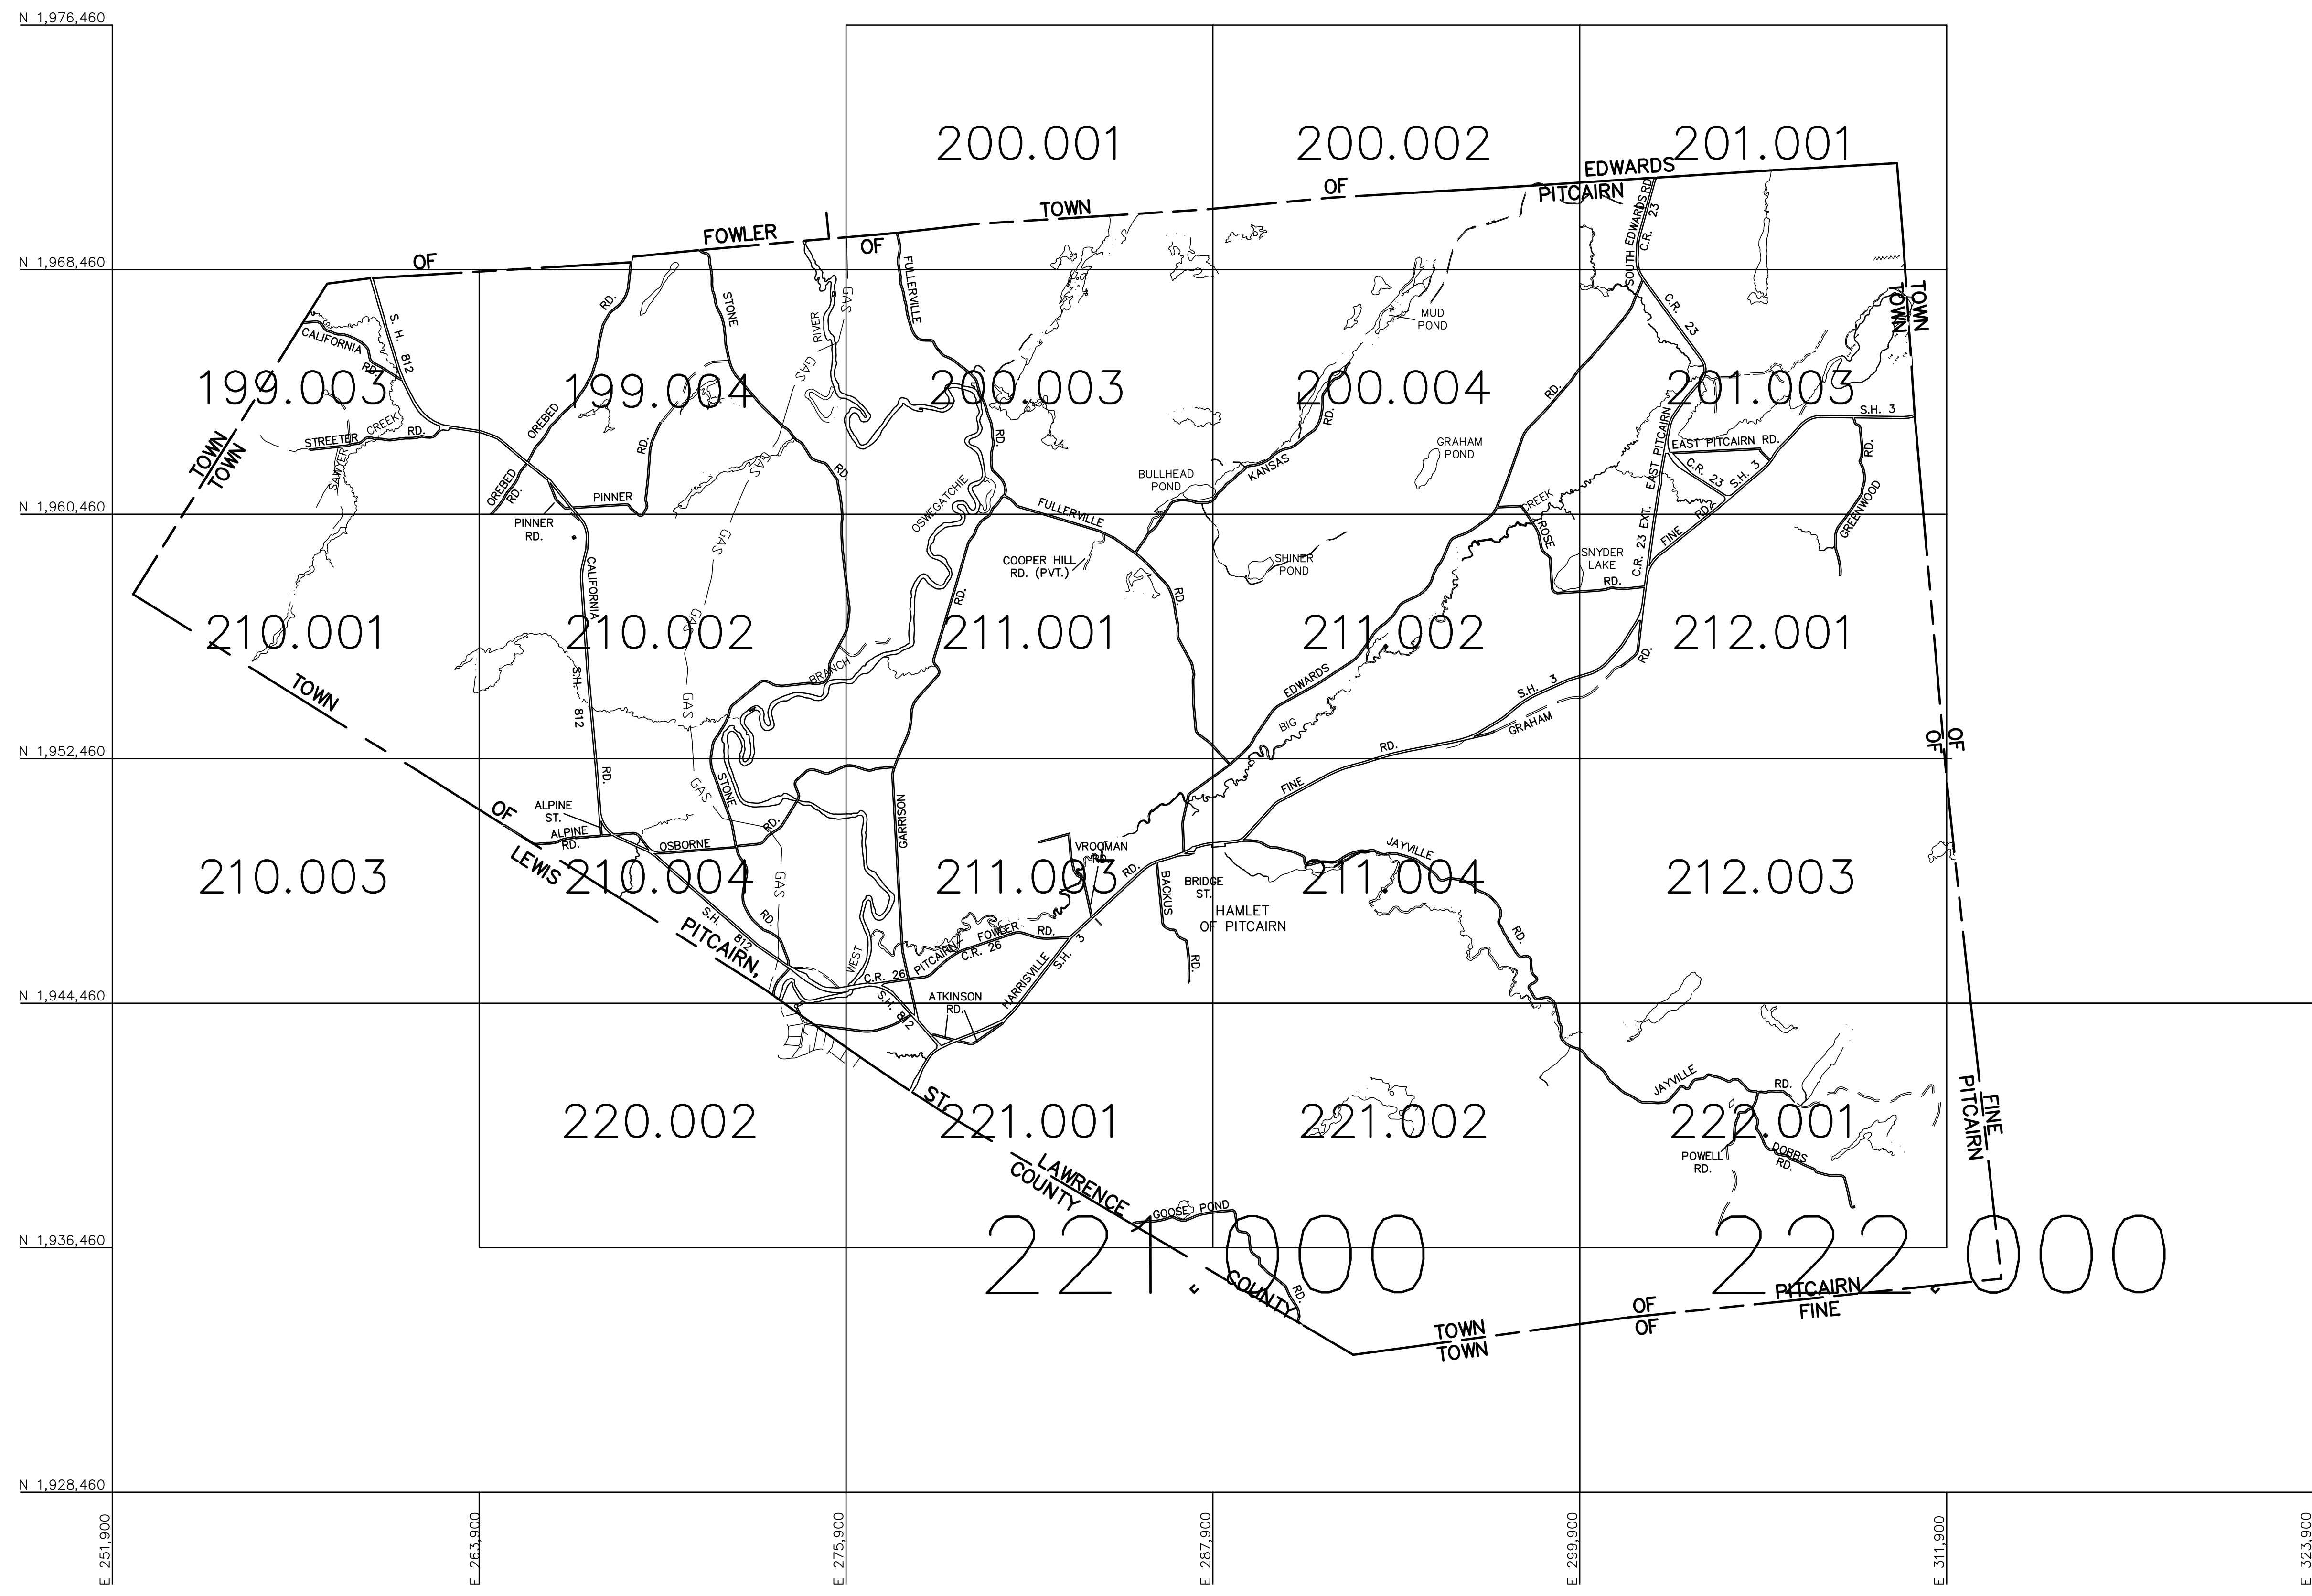 N 1,976,460
200.001
200.002
201.001
EDWARDS
PITCAIRN
OF
TOWN
FOWLER
OF
OF
SOUTH EDWARDS RD.
C.R. 23
N 1,968,460
FULLERVILLE
STONE
RD.
GAS
RIVER
S. H. 812
CALIFORNIA
RD.
MUD
POND
C.R. 23
TOWN
TOWN
199.003
199.004
200.003
200.004
201.003
GAS
OREBED
RD.
RD.
RD.
RD.
S.H. 3
STREETER
CREEK
RD.
SAWYER
TOWN
TOWN
GRAHAM
POND
EAST PITCAIRN
EAST PITCAIRN RD.
C.R. 23
S.H. 3
RD.
GREENWOOD
BULLHEAD
POND
KANSAS
GAS
RD.
OREBED
RD.
PINNER
OSWEGATCHIE
CREEK
N 1,960,460
PINNER
RD.
FULLERVILLE
ROSE
C.R. 23 EXT.
FINE
RD.
COOPER HILL
RD. (PVT.)
SHINER
POND
SNYDER
LAKE
RD.
CALIFORNIA
GAS
RD.
RD.
210.001
210.002
211.001
211.002
212.001
GAS
BRANCH
S.H.
812
GAS
EDWARDS
BIG
S.H. 3
GRAHAM
RD.
TOWN
OF
OF
N 1,952,460
RD.
RD.
FINE
GAS
STONE
GARRISON
OF
ALPINE
ST.
ALPINE
RD.
OSBORNE
RD.
LEWIS
VROOMAN
RD.
RD.
JAYVILLE
210.003
210.004
211.003
211.004
212.003
GAS
BACKUS
BRIDGE
ST.
HAMLET
OF PITCAIRN
S.H.
812
RD.
PITCAIRN,
WEST
C.R. 26
PITCAIRN-
FOWLER
RD.
C.R. 26
HARRISVILLE
S.H.
3
RD.
RD.
N 1,944,460
S.H. 812
ATKINSON
RD.
JAYVILLE
RD.
FINE
PITCAIRN
ST.
220.002
221.001
221.002
222.001
POWELL
RD.
DOBBS
RD.
LAWRENCE
COUNTY
GOOSE POND
RD.
N 1,936,460
221.000
222.000
COUNTY
PITCAIRN
FINE
OF
OF
TOWN
TOWN
N 1,928,460
E 251,900
E 263,900
E 275,900
E 287,900
E 299,900
E 311,900
E 323,900